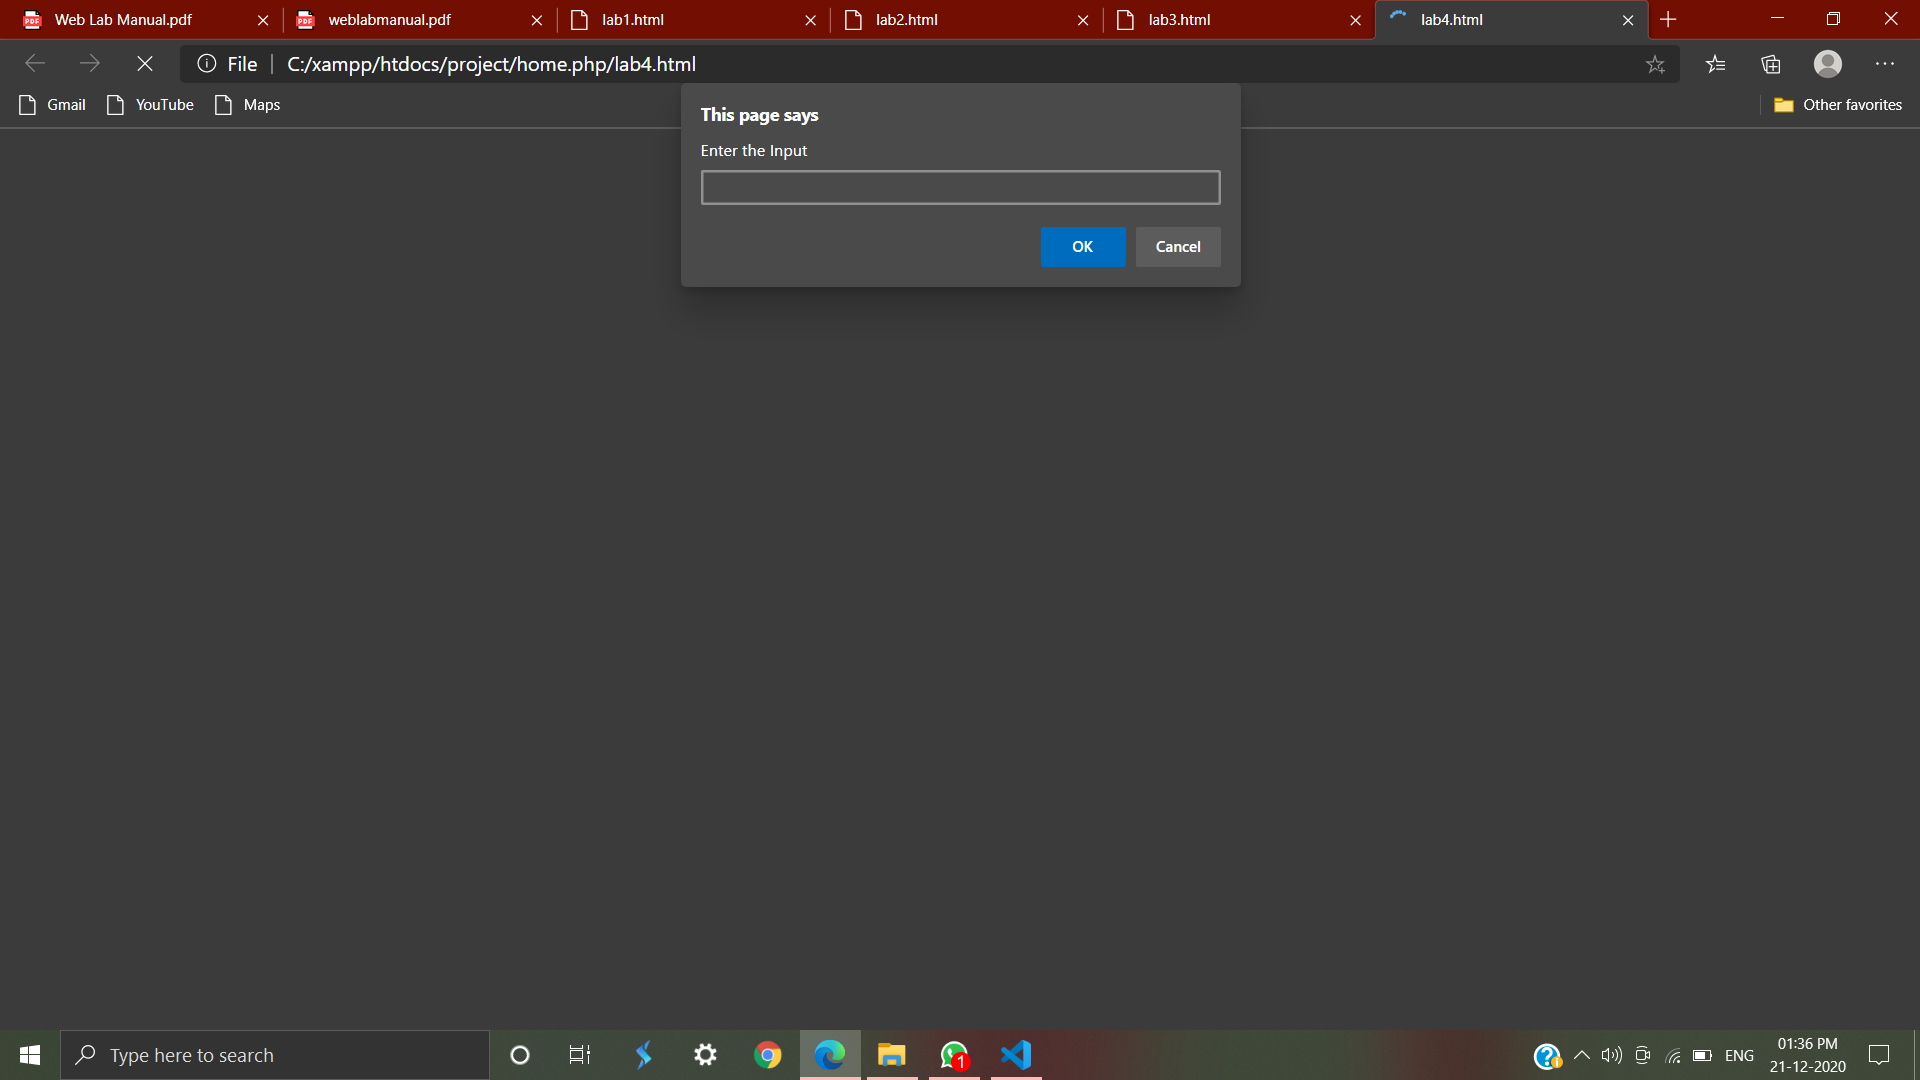 Web Lab Manual.pdf
weblabmanual.pdf
lab1.html
lab2.html
lab3.html
lab4.html
File
C:/xampp/htdocs/project/home.php/lab4.html
Gmail
YouTube
Maps
Other favorites
This page says
Enter the Input
OK
Cancel
Type here to search
1
ENG
01:36 PM
21-12-2020